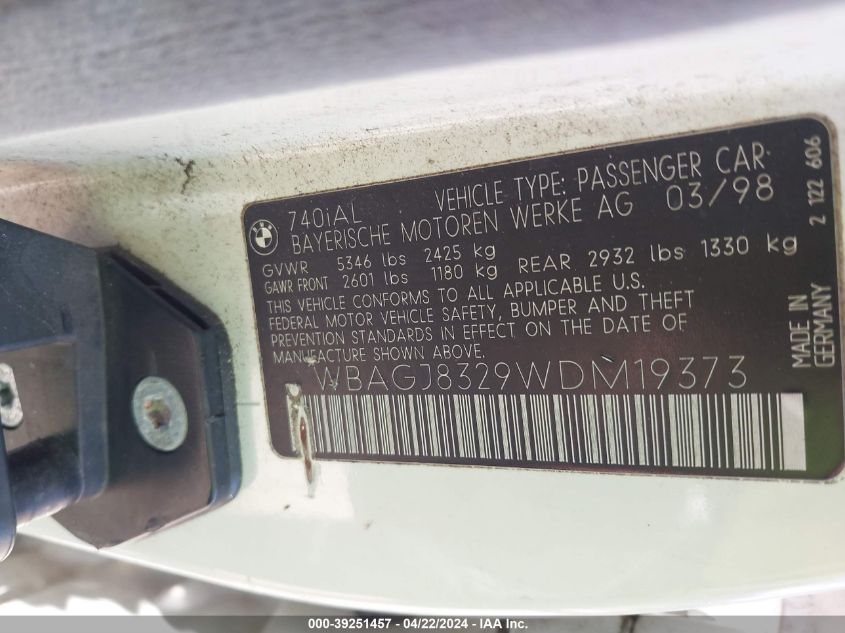 740iAL VEHICLE TYPE: PASSENGER CAR
BAYERISCHE MOTOREN WERKE AG 03/98
GVWR 5346 lbs 2425 kg
GAWR FRONT 2601 lbs 1180 kg REAR 2932 lbs 1330 kg
THIS VEHICLE CONFORMS TO ALL APPLICABLE U.S.
FEDERAL MOTOR VEHICLE SAFETY, BUMPER AND THEFT
PREVENTION STANDARDS IN EFFECT ON THE DATE OF
MANUFACTURE SHOWN ABOVE.
WBAGJ8329WDM19373
2 122 606
MADE IN
GERMANY
000-39251457 - 04/22/2024 - IAA Inc.